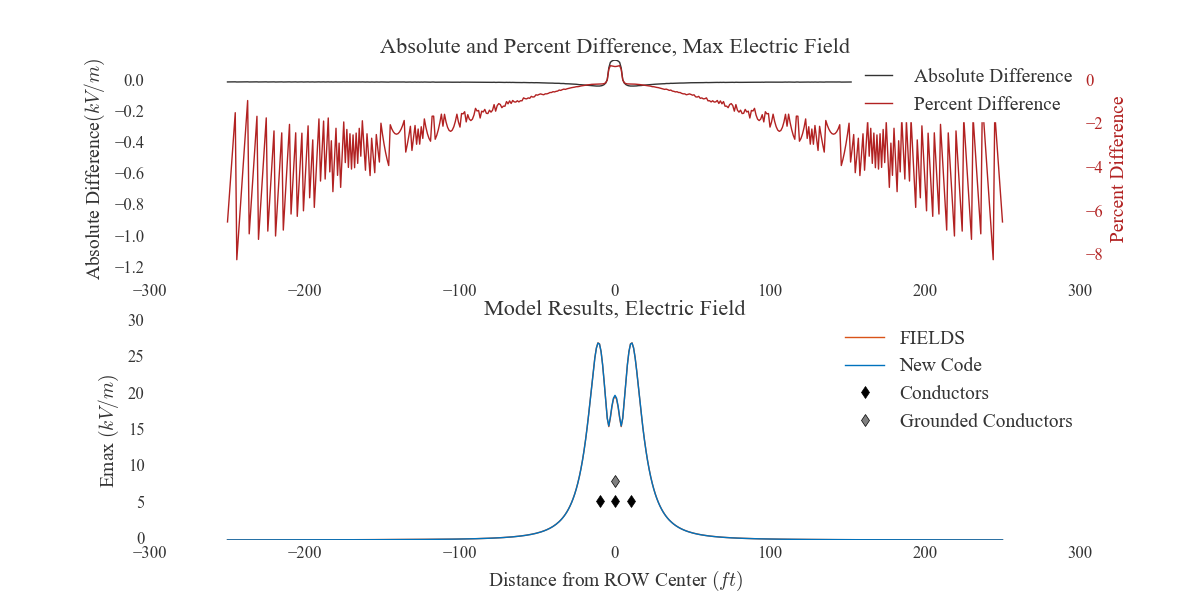 Absolute and Percent Difference, Max Electric Field
Absolute Difference(kV/m)
0.0
−0.2
−0.4
−0.6
−0.8
−1.0
−1.2
Absolute Difference
Percent Difference
0
−2
−4
−6
−8
Percent Difference
−300 −200 −100 0 100 200 300
Model Results, Electric Field
Emax (kV/m)
30
25
20
15
10
5
0
FIELDS
New Code
Conductors
Grounded Conductors
−300 −200 −100 0 100 200 300
Distance from ROW Center (ft)